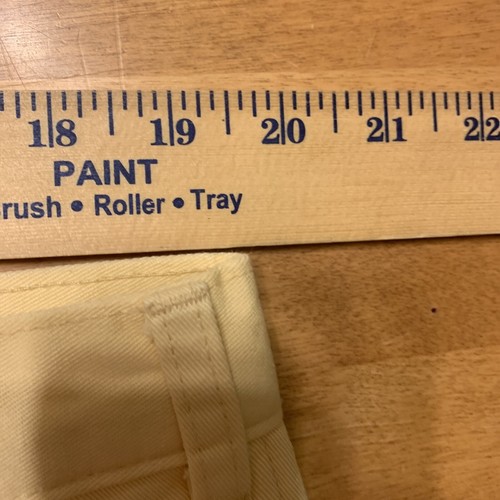 18 19 20 21 22
PAINT
rush • Roller • Tray